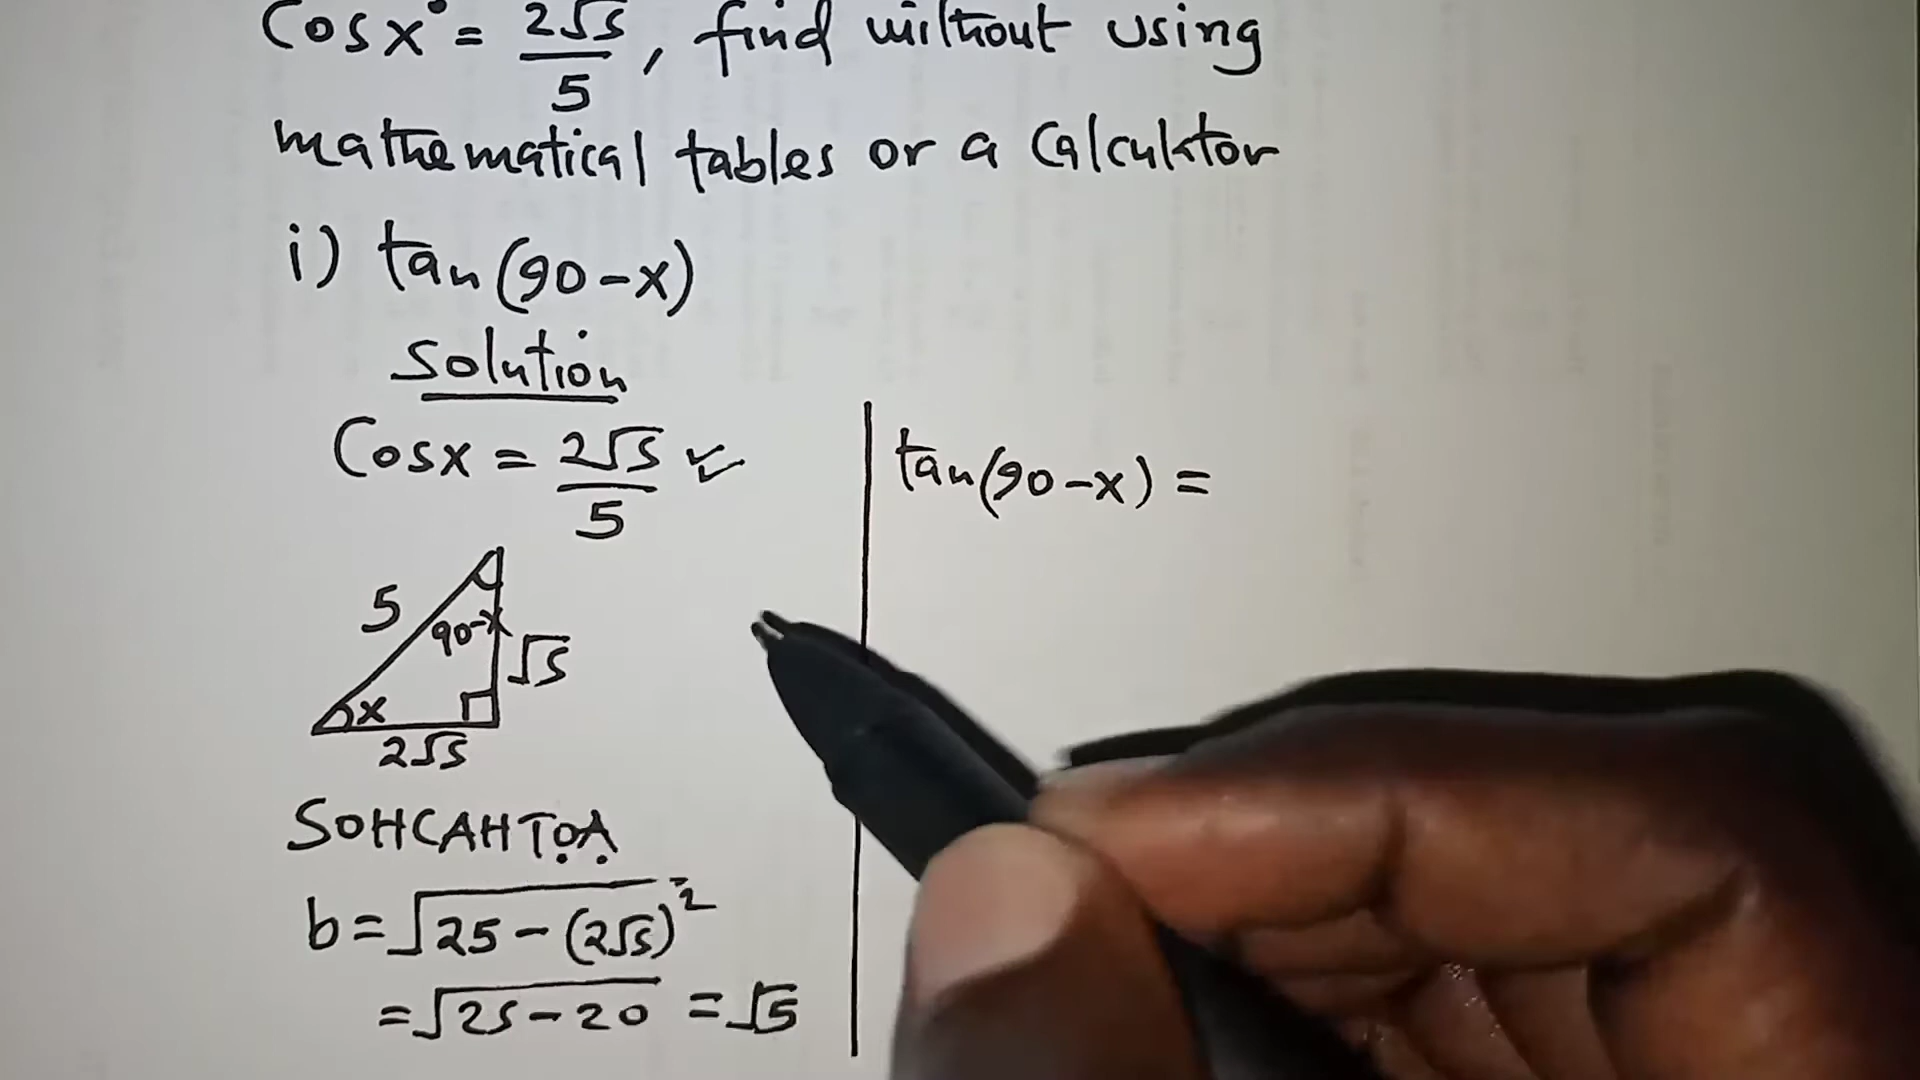 Cosx° = 2√5/5, find without using
mathematical tables or a Calculator
i) tan(90-x)
Solution
Cosx = 2√5/5 ✓
5
90-x
√5
x
2√5
SOHCAHTOA
b=√25-(2√5)²
=√25-20 =√5
tan(90-x) =